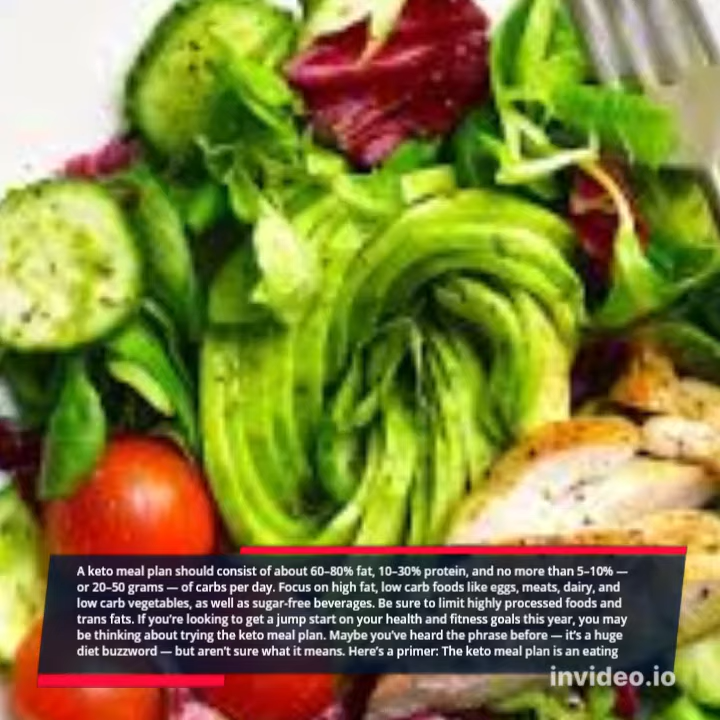 A keto meal plan should consist of about 60–80% fat, 10–30% protein, and no more than 5–10% —
or 20–50 grams — of carbs per day. Focus on high fat, low carb foods like eggs, meats, dairy, and
low carb vegetables, as well as sugar-free beverages. Be sure to limit highly processed foods and
trans fats. If you’re looking to get a jump start on your health and fitness goals this year, you may
be thinking about trying the keto meal plan. Maybe you’ve heard the phrase before — it’s a huge
diet buzzword — but aren’t sure what it means. Here’s a primer: The keto meal plan is an eating
invideo.io